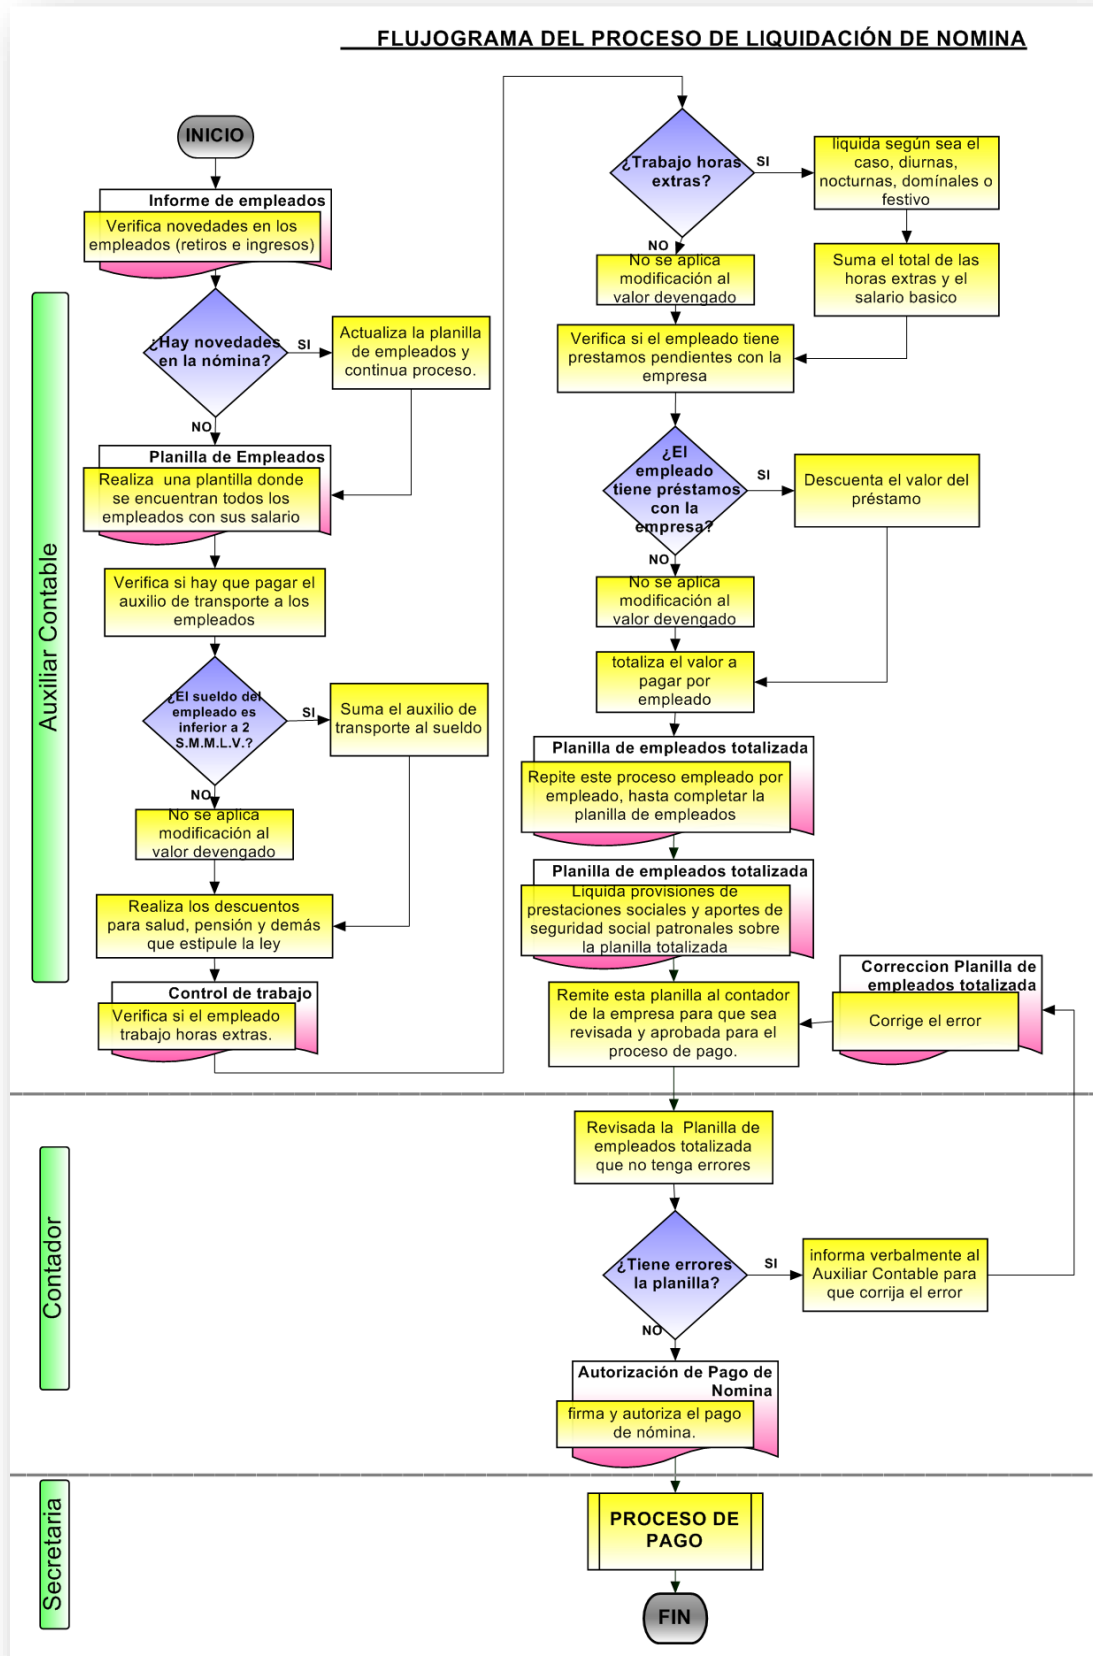 FLUJOGRAMA DEL PROCESO DE LIQUIDACIÓN DE NOMINA
INICIO
Informe de empleados
Verifica novedades en los
empleados (retiros e ingresos)
¿Hay novedades
en la nómina?
SI
Actualiza la planilla
de empleados y
continua proceso.
NO
Planilla de Empleados
Realiza una plantilla donde
se encuentran todos los
empleados con sus salario
Verifica si hay que pagar el
auxilio de transporte a los
empleados
¿El sueldo del
empleado es
inferior a 2
S.M.M.L.V.?
SI
Suma el auxilio de
transporte al sueldo
NO
No se aplica
modificación al
valor devengado
Realiza los descuentos
para salud, pensión y demás
que estipule la ley
Control de trabajo
Verifica si el empleado
trabajo horas extras.
Auxiliar Contable
¿Trabajo horas
extras?
SI
liquida según sea el
caso, diurnas,
nocturnas, domínales o
festivo
Suma el total de las
horas extras y el
salario basico
NO
No se aplica
modificación al
valor devengado
Verifica si el empleado tiene
prestamos pendientes con la
empresa
¿El
empleado
tiene préstamos
con la
empresa?
SI
Descuenta el valor del
préstamo
NO
No se aplica
modificación al
valor devengado
totaliza el valor a
pagar por
empleado
Planilla de empleados totalizada
Repite este proceso empleado por
empleado, hasta completar la
planilla de empleados
Planilla de empleados totalizada
Liquida provisiones de
prestaciones sociales y aportes de
seguridad social patronales sobre
la planilla totalizada
Remite esta planilla al contador
de la empresa para que sea
revisada y aprobada para el
proceso de pago.
Correccion Planilla de
empleados totalizada
Corrige el error
Contador
Revisada la Planilla de
empleados totalizada
que no tenga errores
¿Tiene errores
la planilla?
SI
informa verbalmente al
Auxiliar Contable para
que corrija el error
NO
Autorización de Pago de
Nomina
firma y autoriza el pago
de nómina.
Secretaria
PROCESO DE
PAGO
FIN